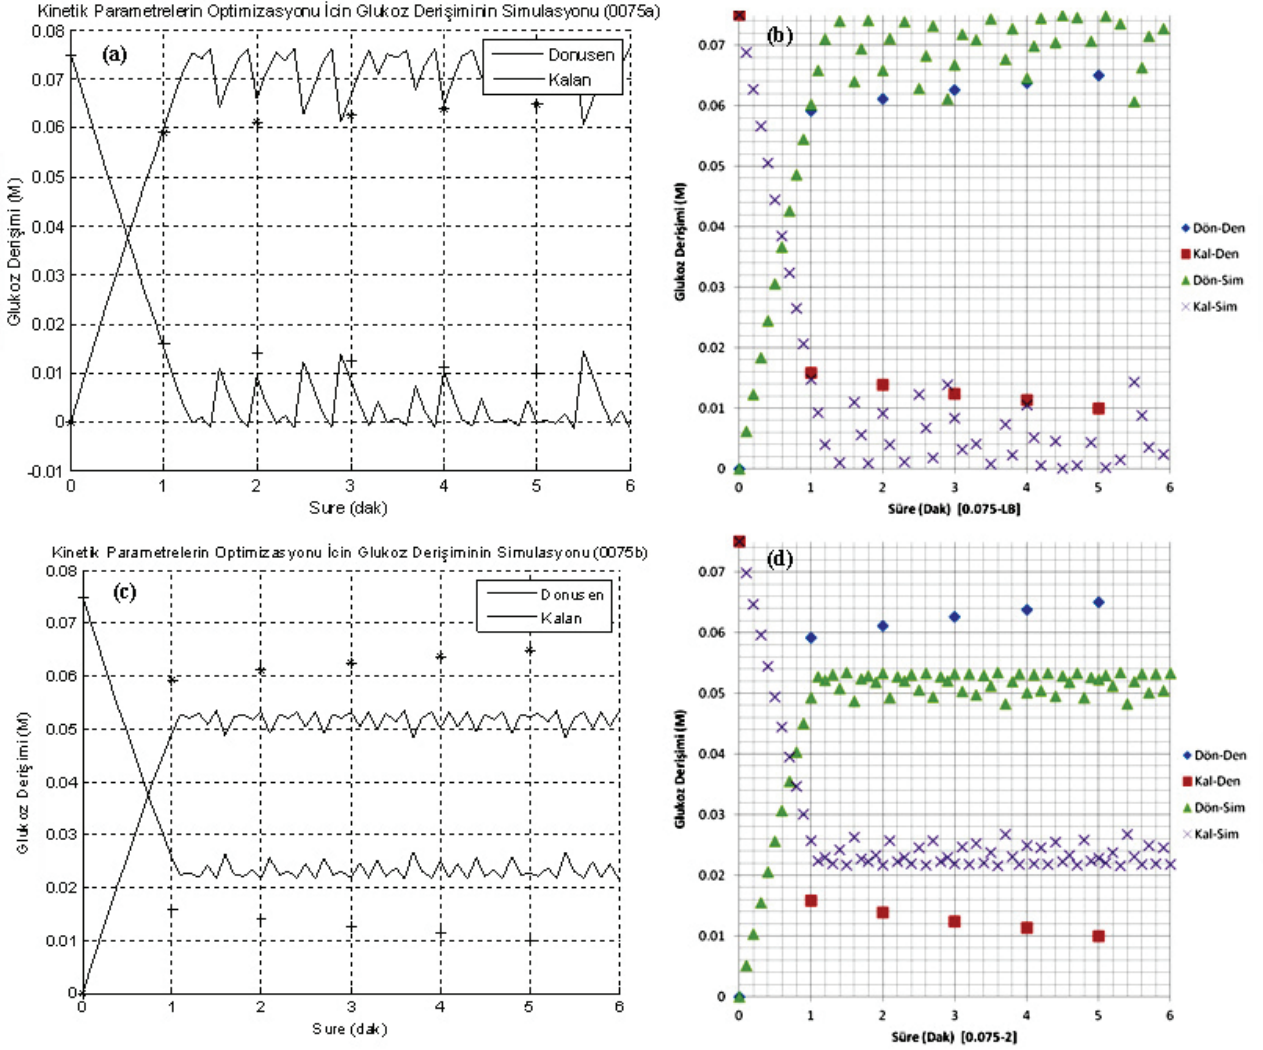 Kinetik Parametrelerin Optimizasyonu İçin Glukoz Derişiminin Simulasyonu (0075a)
(a)
Donusen
Kalan
0.08
0.07
0.06
0.05
0.04
0.03
0.02
0.01
0
-0.01
Glukoz Derişimi (M)
0 1 2 3 4 5 6
Sure (dak)
(b)
0.07
0.06
0.05
0.04
0.03
0.02
0.01
0
Glukoz Derişimi (M)
Dön-Den
Kal-Den
Dön-Sim
Kal-Sim
0 1 2 3 4 5 6
Süre (Dak) [0.075-LB]
Kinetik Parametrelerin Optimizasyonu İçin Glukoz Derişiminin Simulasyonu (0075b)
(c)
Donusen
Kalan
0.08
0.07
0.06
0.05
0.04
0.03
0.02
0.01
0
Glukoz Derişimi (M)
0 1 2 3 4 5 6
Sure (dak)
(d)
0.07
0.06
0.05
0.04
0.03
0.02
0.01
0
Glukoz Derişimi (M)
Dön-Den
Kal-Den
Dön-Sim
Kal-Sim
0 1 2 3 4 5 6
Süre (Dak) [0.075-2]